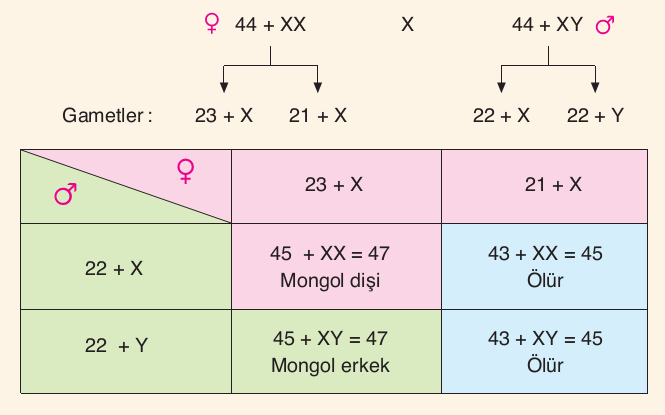 ♀ 44 + XX X 44 + XY ♂
Gametler : 23 + X 21 + X 22 + X 22 + Y
♂ ♀ 23 + X 21 + X
22 + X
45 + XX = 47
Mongol dişi
43 + XX = 45
Ölür
22 + Y
45 + XY = 47
Mongol erkek
43 + XY = 45
Ölür